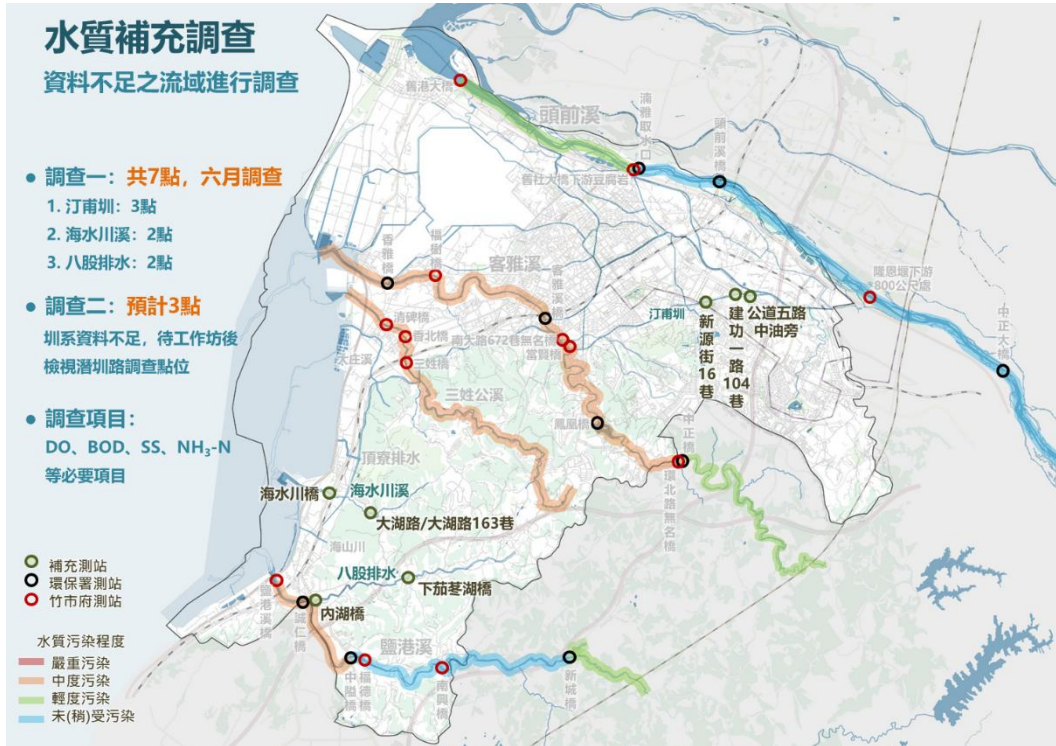 水質補充調查
資料不足之流域進行調查
• 調查一：共7點，六月調查
1. 汀甫圳：3點
2. 海水川溪：2點
3. 八股排水：2點
• 調查二：預計3點
圳系資料不足，待工作坊後
檢視潛圳路調查點位
• 調查項目：
DO、BOD、SS、NH₃-N
等必要項目
補充測站
環保署測站
竹市府測站
水質污染程度
嚴重污染
中度污染
輕度污染
未(稍)受污染
舊港大橋
頭前溪
湳雅取水口
頭前溪橋
舊社大橋下游豆腐岩
隆恩堰下游
800公尺處
中正大橋
香雅橋
福樹橋
客雅溪
客雅溪橋
汀甫圳
新源街16巷
建功一路104巷
公道五路
中油旁
清碑橋
香北橋
南大路672巷無名橋
當賢橋
大庄溪
三姓橋
三姓公溪
鳳凰橋
中正橋
環北路無名橋
頂寮排水
海水川橋
海水川溪
大湖路/大湖路163巷
海山川
八股排水
下茄苳湖橋
內湖橋
鹽港溪橋
誠仁橋
鹽港溪
中隘橋
福德橋
南興橋
新城橋